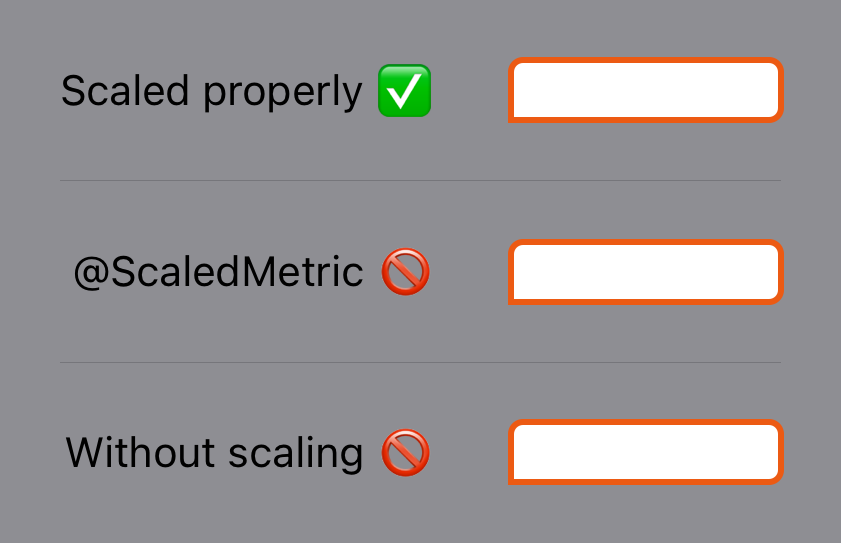 Scaled properly ✅
@ScaledMetric 🚫
Without scaling 🚫